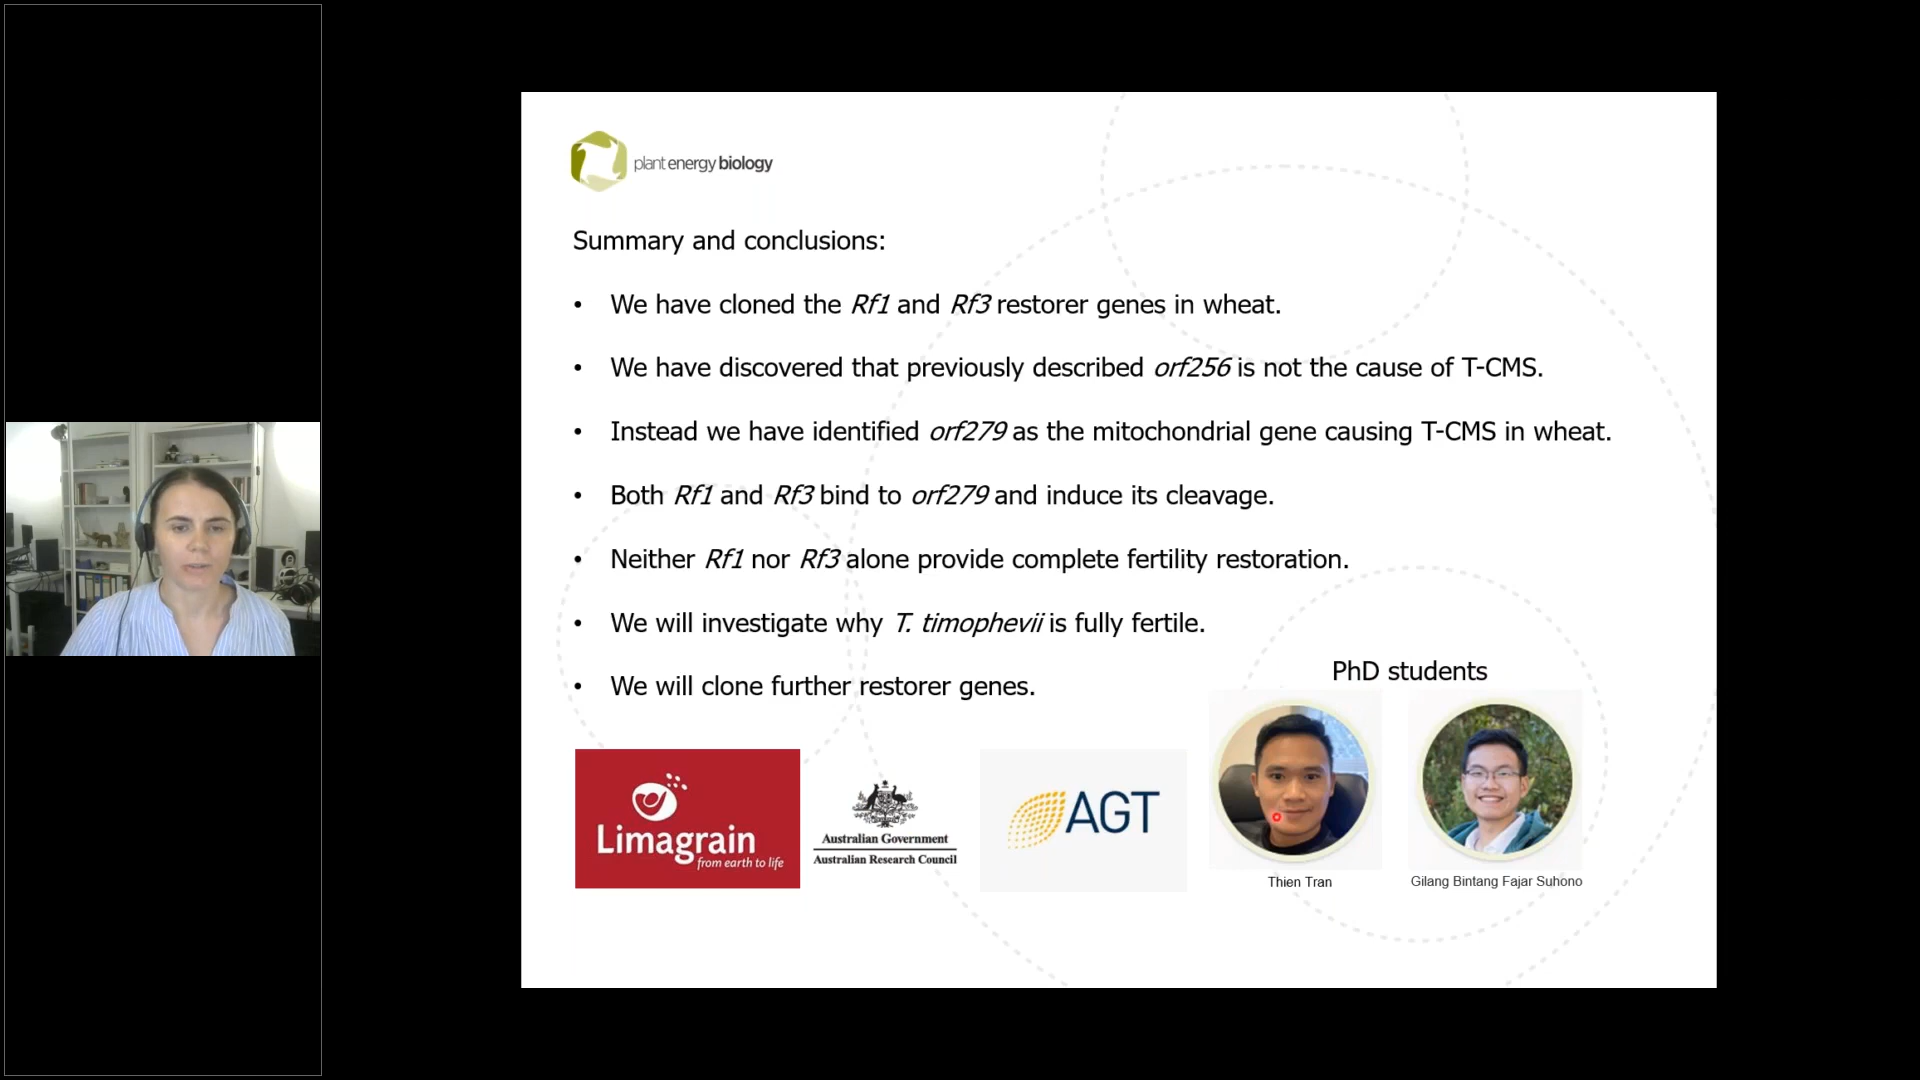 plant energy biology
Summary and conclusions:
• We have cloned the Rf1 and Rf3 restorer genes in wheat.
• We have discovered that previously described orf256 is not the cause of T-CMS.
• Instead we have identified orf279 as the mitochondrial gene causing T-CMS in wheat.
• Both Rf1 and Rf3 bind to orf279 and induce its cleavage.
• Neither Rf1 nor Rf3 alone provide complete fertility restoration.
• We will investigate why T. timophevii is fully fertile.
• We will clone further restorer genes.
PhD students
Limagrain
from earth to life
Australian Government
Australian Research Council
AGT
Thien Tran
Gilang Bintang Fajar Suhono